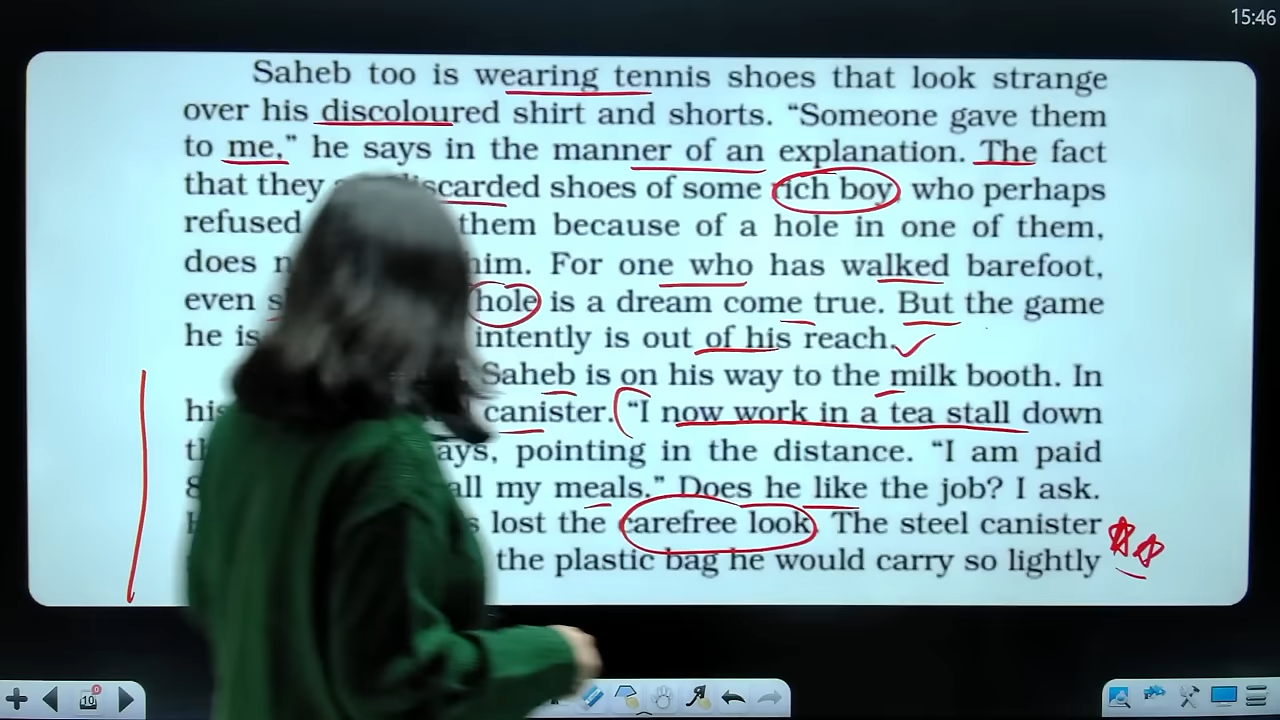 15:46
Saheb too is wearing tennis shoes that look strange
over his discoloured shirt and shorts. “Someone gave them
to me,” he says in the manner of an explanation. The fact
that they discarded shoes of some rich boy, who perhaps
refused them because of a hole in one of them,
does him. For one who has walked barefoot,
even hole is a dream come true. But the game
he is intently is out of his reach.
Saheb is on his way to the milk booth. In
his canister. “I now work in a tea stall down
says, pointing in the distance. “I am paid
all my meals.” Does he like the job? I ask.
lost the carefree look. The steel canister
the plastic bag he would carry so lightly
10
0